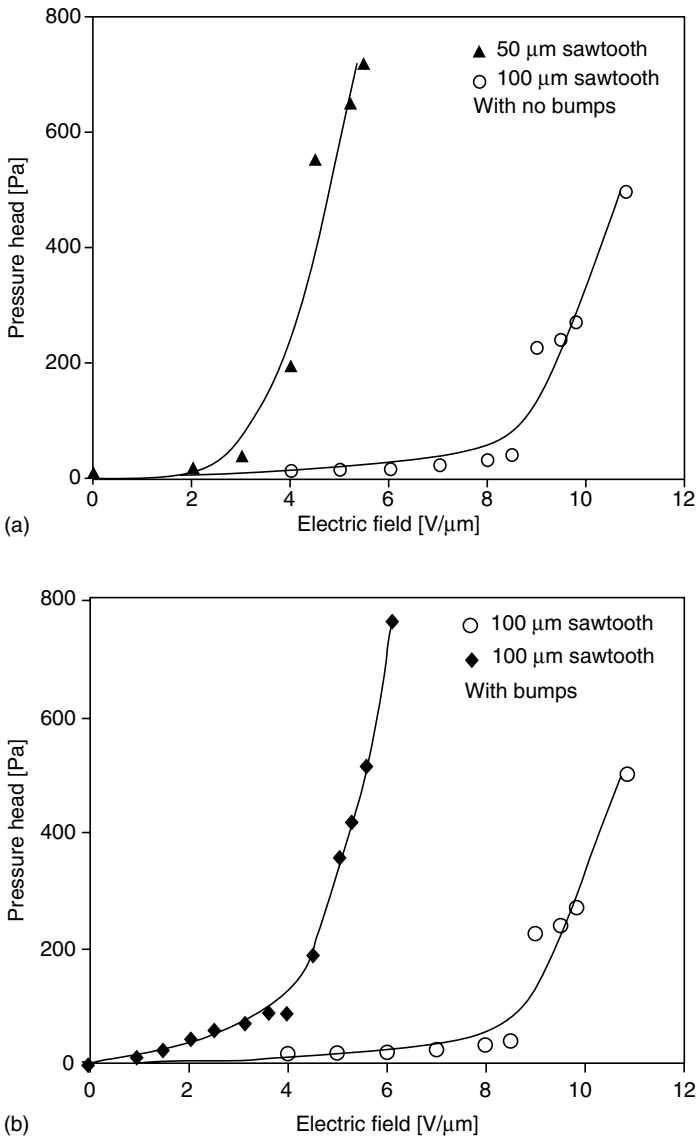 800
600
400
200
0
Pressure head [Pa]
50 μm sawtooth
100 μm sawtooth
With no bumps
0 2 4 6 8 10 12
Electric field [V/μm]
(a)
800
600
400
200
0
Pressure head [Pa]
100 μm sawtooth
100 μm sawtooth
With bumps
0 2 4 6 8 10 12
Electric field [V/μm]
(b)